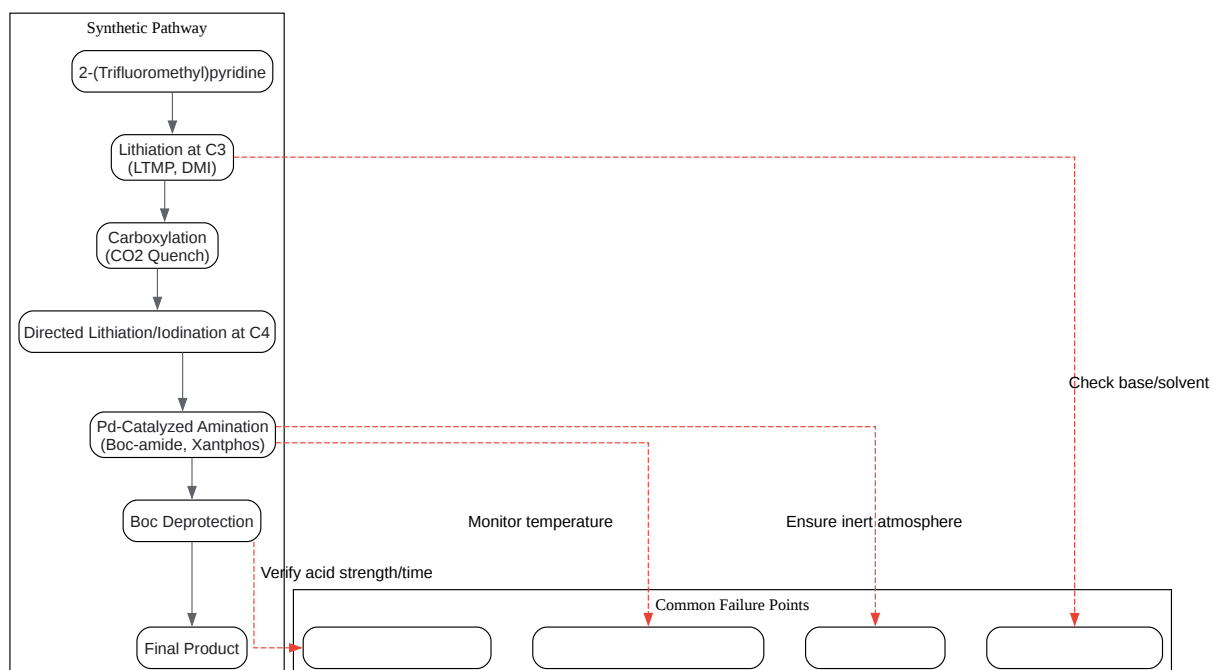 Synthetic Pathway
2-(Trifluoromethyl)pyridine
Lithiation at C3
(LTMP, DMI)
Carboxylation
(CO2 Quench)
Directed Lithiation/Iodination at C4
Check base/solvent
Pd-Catalyzed Amination
(Boc-amide, Xantphos)
Boc Deprotection
Monitor temperature
Ensure inert atmosphere
Verify acid strength/time
Common Failure Points
Final Product